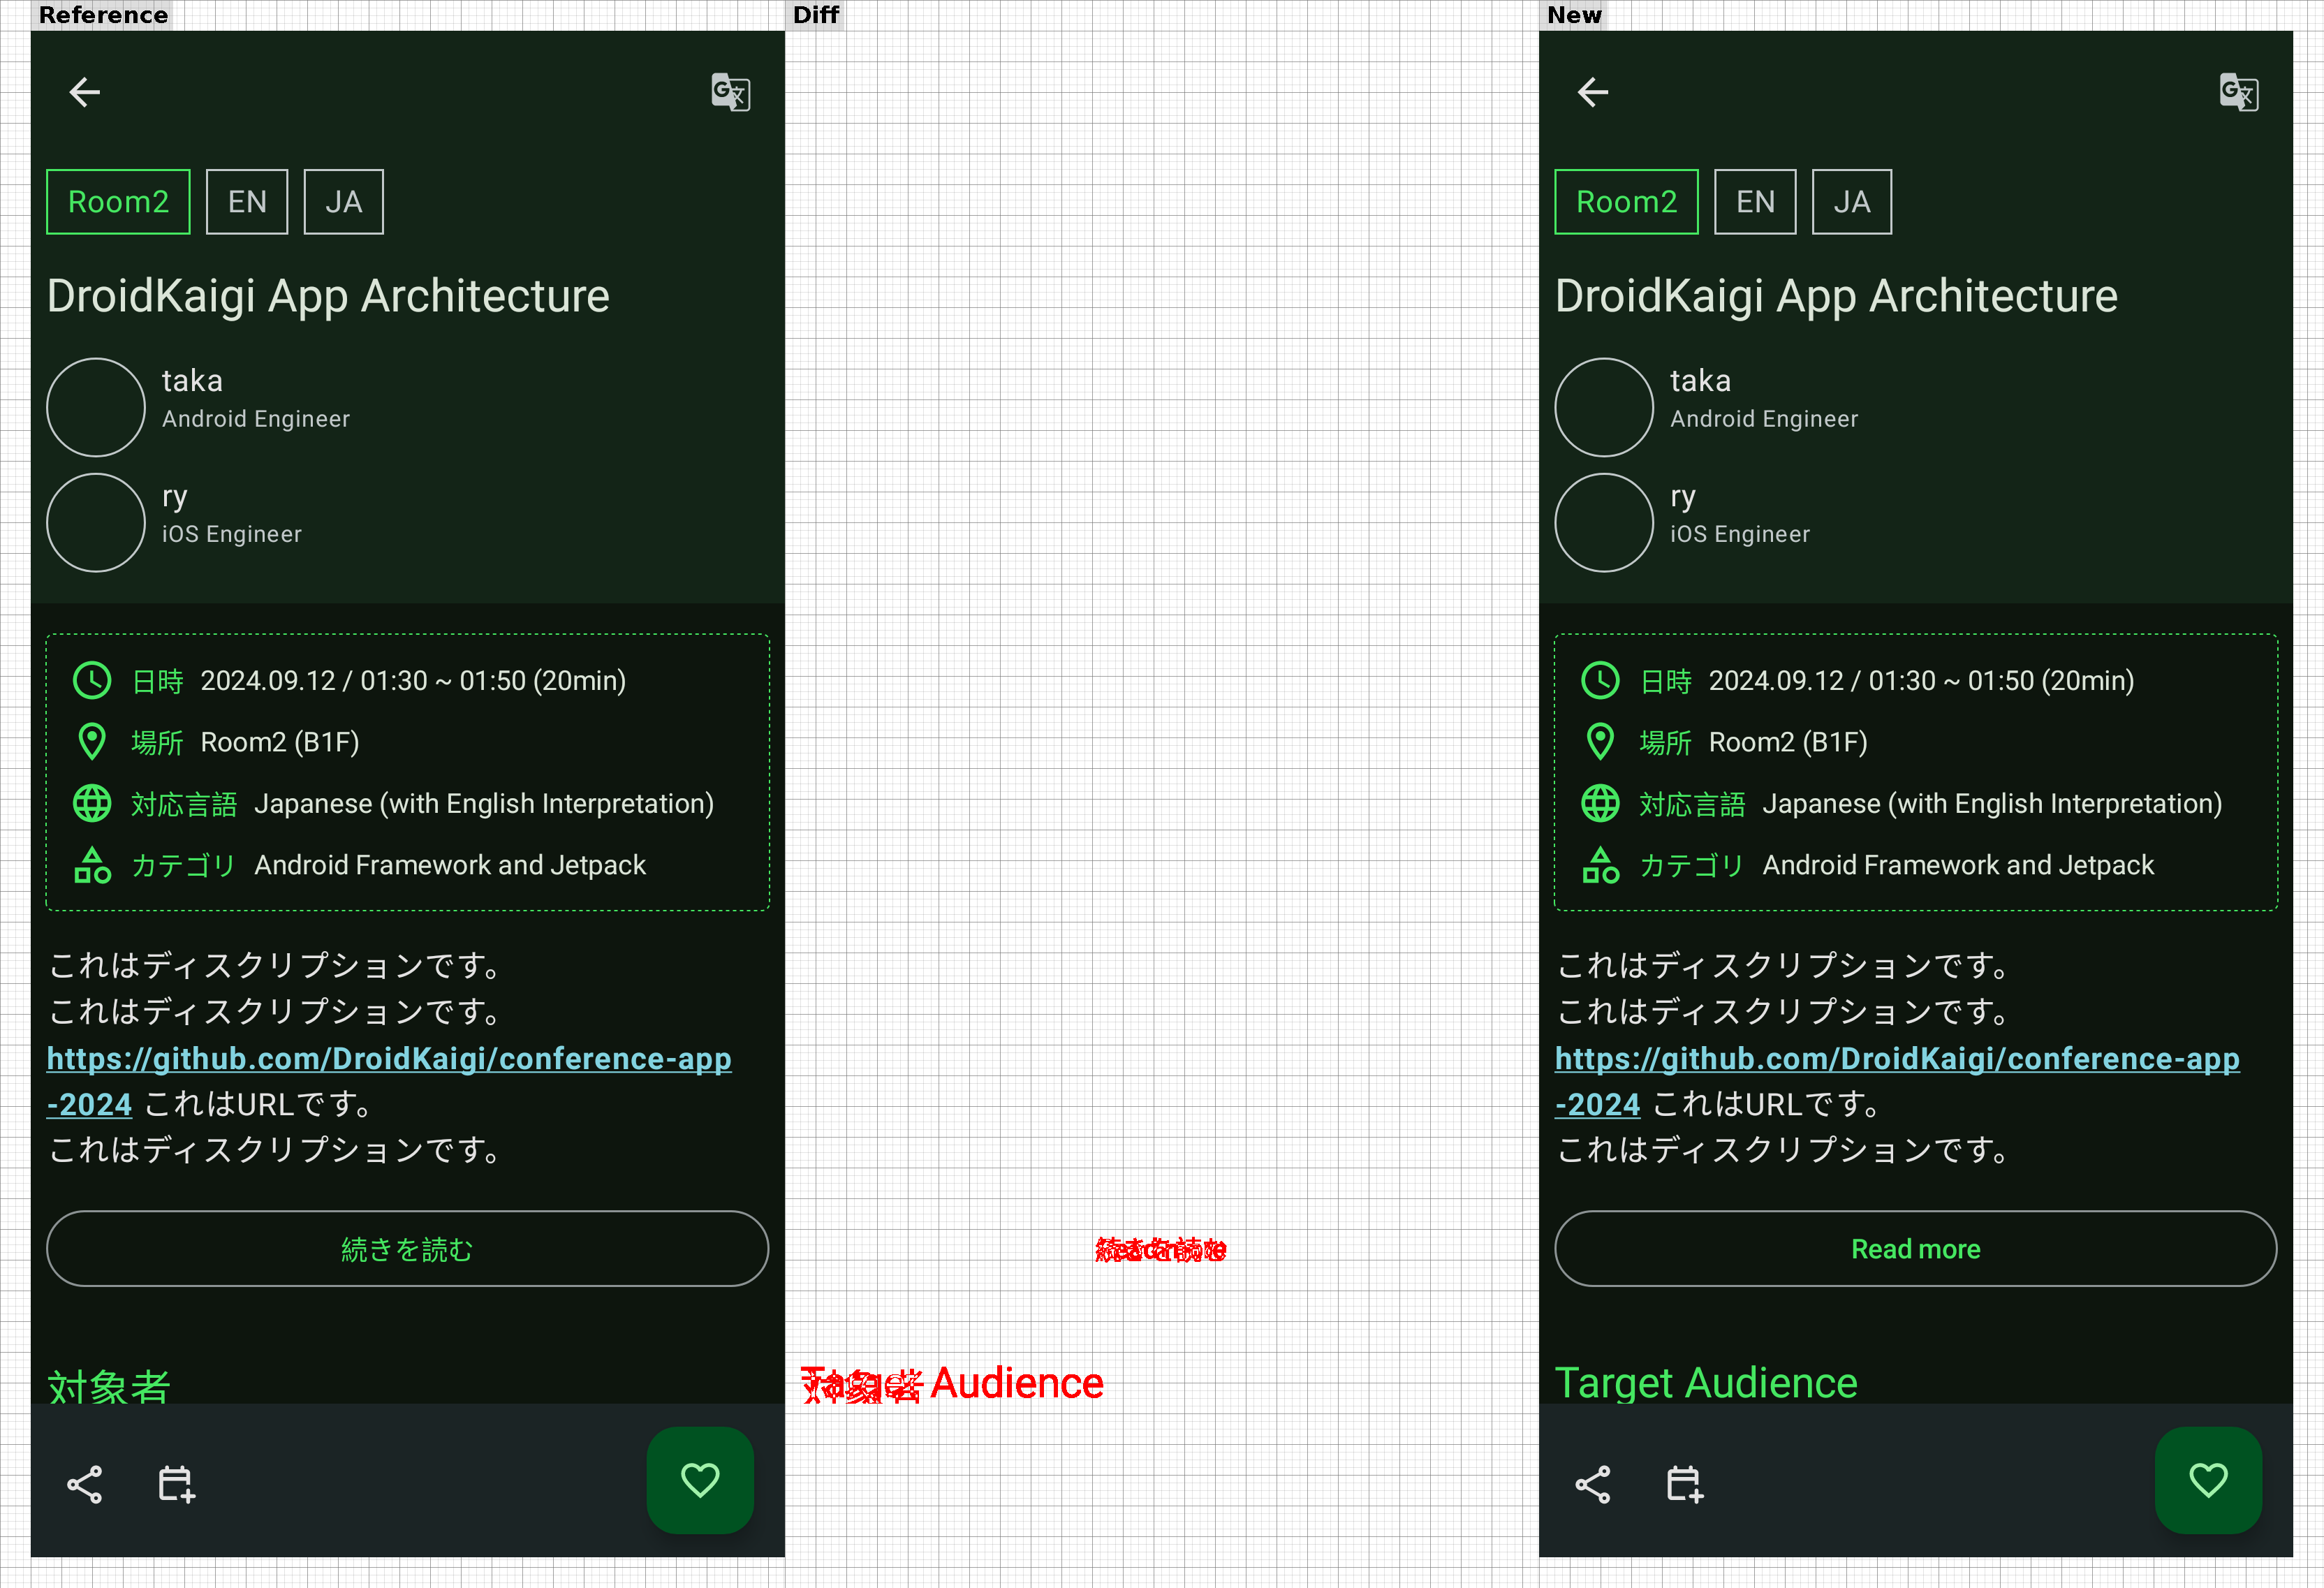 Reference
Room2 EN JA
DroidKaigi App Architecture
taka
Android Engineer
ry
iOS Engineer
日時 2024.09.12 / 01:30 ~ 01:50 (20min)
場所 Room2 (B1F)
対応言語 Japanese (with English Interpretation)
カテゴリ Android Framework and Jetpack
これはディスクリプションです。
これはディスクリプションです。
https://github.com/DroidKaigi/conference-app
-2024 これはURLです。
これはディスクリプションです。
続きを読む
対象者
Diff
Audience
New
Room2 EN JA
DroidKaigi App Architecture
taka
Android Engineer
ry
iOS Engineer
日時 2024.09.12 / 01:30 ~ 01:50 (20min)
場所 Room2 (B1F)
対応言語 Japanese (with English Interpretation)
カテゴリ Android Framework and Jetpack
これはディスクリプションです。
これはディスクリプションです。
https://github.com/DroidKaigi/conference-app
-2024 これはURLです。
これはディスクリプションです。
Read more
Target Audience